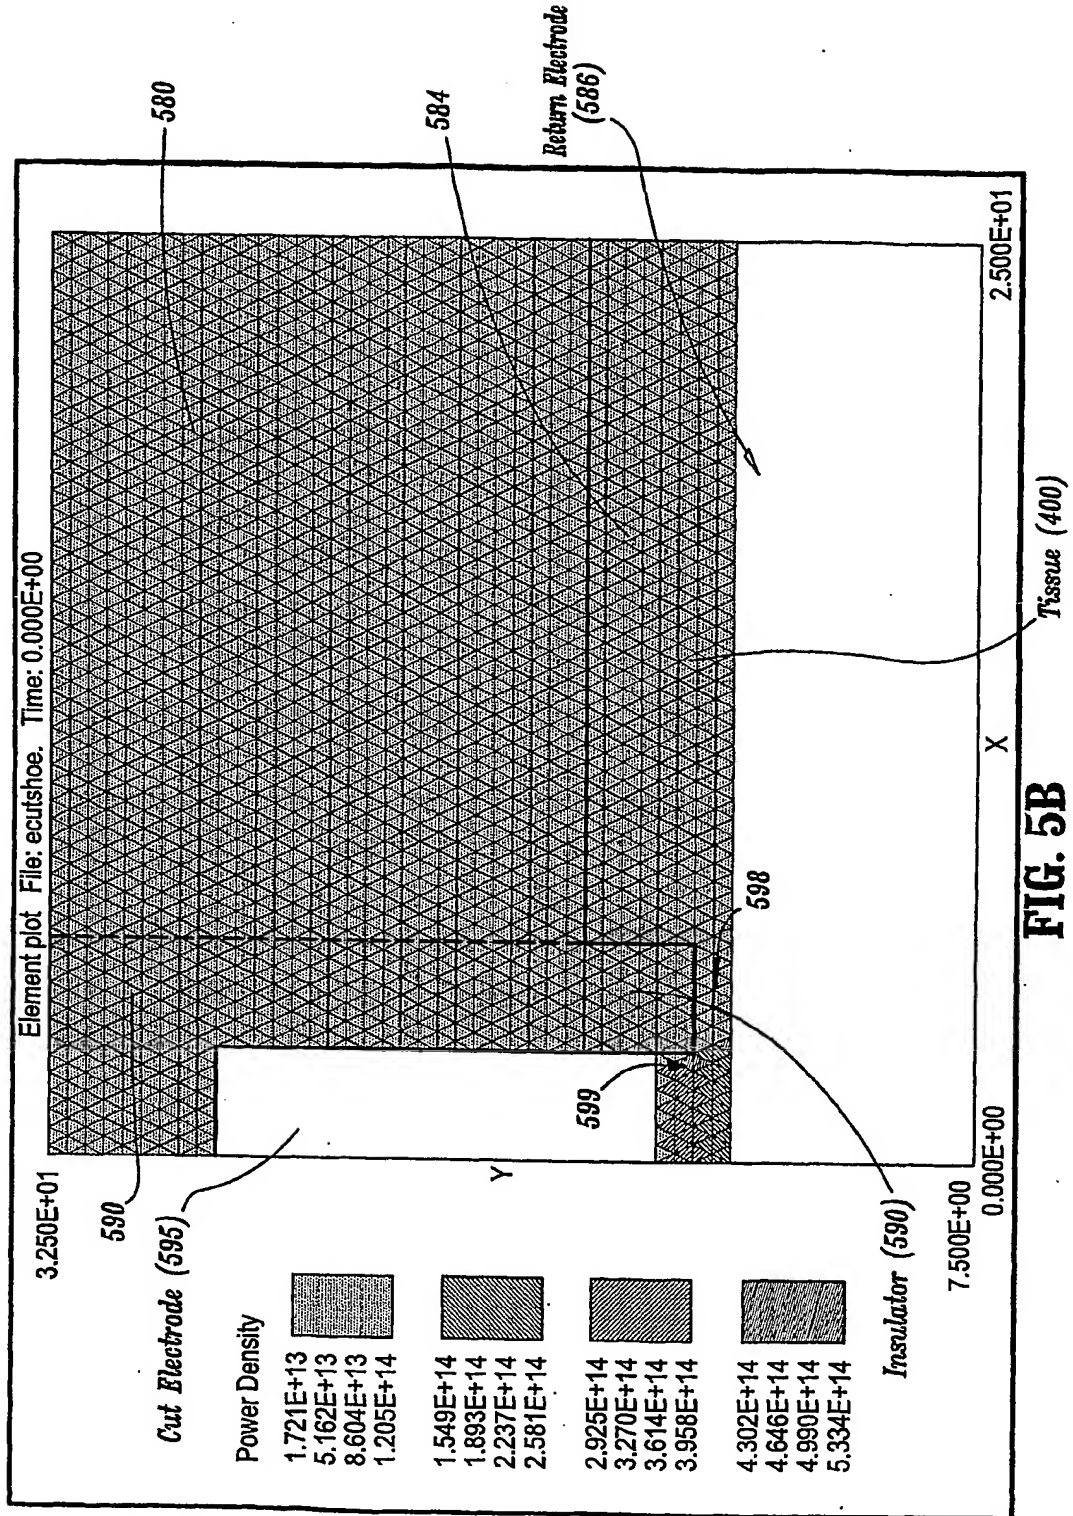 Element plot File: ecutshoe. Time: 0.000E+00
3.250E+01
590
Cut Electrode (595)
Power Density
1.721E+13
5.162E+13
8.604E+13
1.205E+14
1.549E+14
1.893E+14
2.237E+14
2.581E+14
2.925E+14
3.270E+14
3.614E+14
3.958E+14
4.302E+14
4.646E+14
4.990E+14
5.334E+14
Insulator (590)
Y
7.500E+00
0.000E+00
X
2.500E+01
599
598
580
584
Return Electrode
(586)
Tissue (400)
FIG. 5B